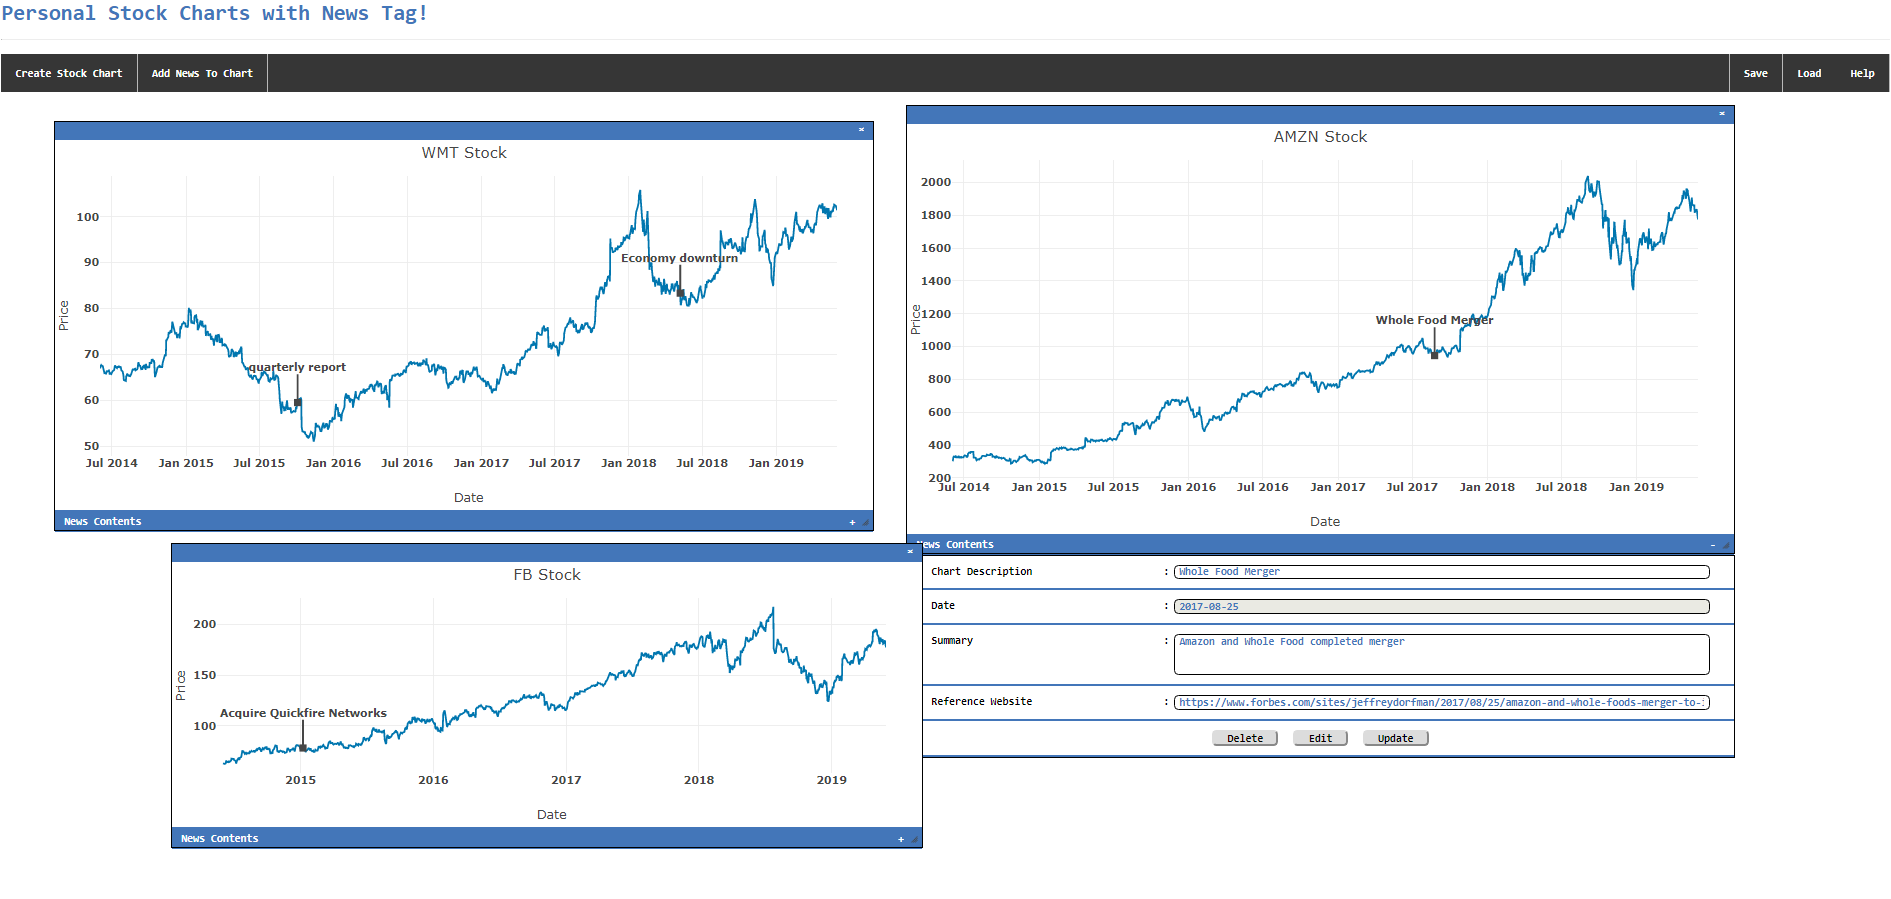 Personal Stock Charts with News Tag!
Create Stock Chart Add News To Chart Save Load Help
×
WMT Stock
100
90
80
70
60
50
Price
Economy downturn
quarterly report
Jul 2014 Jan 2015 Jul 2015 Jan 2016 Jul 2016 Jan 2017 Jul 2017 Jan 2018 Jul 2018 Jan 2019
Date
News Contents +
×
AMZN Stock
2000
1800
1600
1400
1200
1000
800
600
400
200
Price
Whole Food Merger
Jul 2014 Jan 2015 Jul 2015 Jan 2016 Jul 2016 Jan 2017 Jul 2017 Jan 2018 Jul 2018 Jan 2019
Date
News Contents -
Chart Description : Whole Food Merger
Date : 2017-08-25
Summary : Amazon and Whole Food completed merger
Reference Website : https://www.forbes.com/sites/jeffreydorfman/2017/08/25/amazon-and-whole-foods-merger-to-
Delete Edit Update
×
FB Stock
200
150
100
Price
Acquire Quickfire Networks
2015 2016 2017 2018 2019
Date
News Contents +